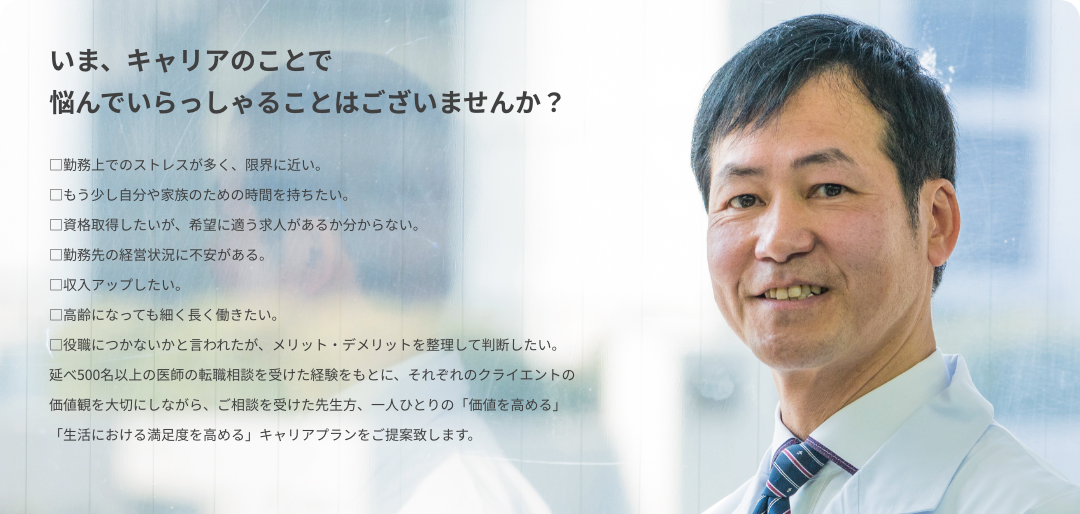 いま、キャリアのことで
悩んでいらっしゃることはございませんか？
□勤務上でのストレスが多く、限界に近い。
□もう少し自分や家族のための時間を持ちたい。
□資格取得したいが、希望に適う求人があるか分からない。
□勤務先の経営状況に不安がある。
□収入アップしたい。
□高齢になっても細く長く働きたい。
□役職につかないかと言われたが、メリット・デメリットを整理して判断したい。
延べ500名以上の医師の転職相談を受けた経験をもとに、それぞれのクライエントの
価値観を大切にしながら、ご相談を受けた先生方、一人ひとりの「価値を高める」
「生活における満足度を高める」キャリアプランをご提案致します。